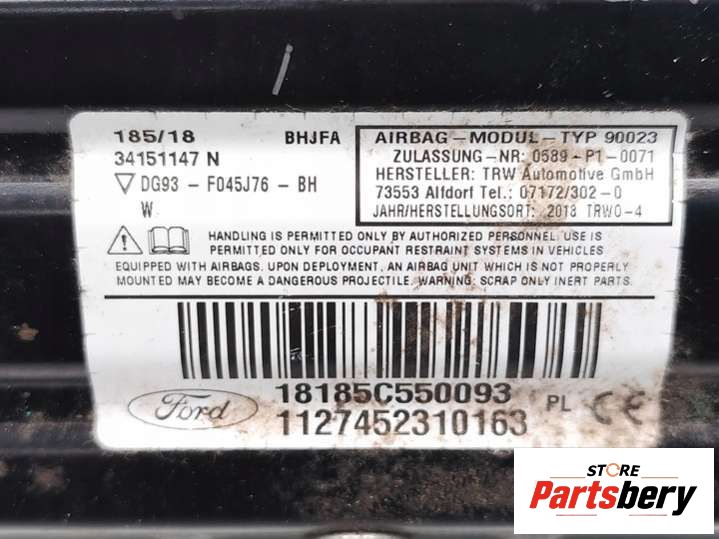 185/18 BHJFA
34151147 N
DG93 - F045J76 - BH
W
AIRBAG-MODUL-TYP 90023
ZULASSUNG-NR: 0589-P1-0071
HERSTELLER: TRW Automotive GmbH
73553 Alfdorf Tel.: 07172/302-0
JAHR/HERSTELLUNGSORT: 2018 TRWO-4
HANDLING IS PERMITTED ONLY BY AUTHORIZED PERSONNEL. USE IS
PERMITTED ONLY FOR OCCUPANT RESTRAINT SYSTEMS IN VEHICLES
EQUIPPED WITH AIRBAGS. UPON DEPLOYMENT, AN AIRBAG UNIT WHICH IS NOT PROPERLY
MOUNTED MAY BECOME A DANGEROUS PROJECTILE. WARNING: SCRAP ONLY INERT PARTS.
18185C550093
Ford
1127452310163
PL CE
STORE
Partsbery